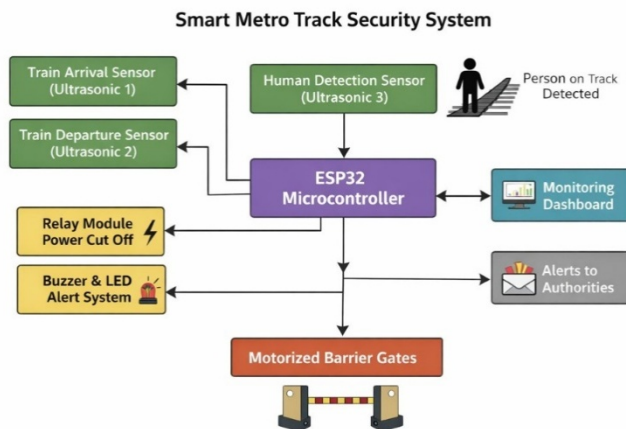 Smart Metro Track Security System
Train Arrival Sensor
(Ultrasonic 1)
Human Detection Sensor
(Ultrasonic 3)
Person on Track
Detected
Train Departure Sensor
(Ultrasonic 2)
ESP32
Microcontroller
Monitoring
Dashboard
Relay Module
Power Cut Off
Buzzer & LED
Alert System
Alerts to
Authorities
Motorized Barrier Gates